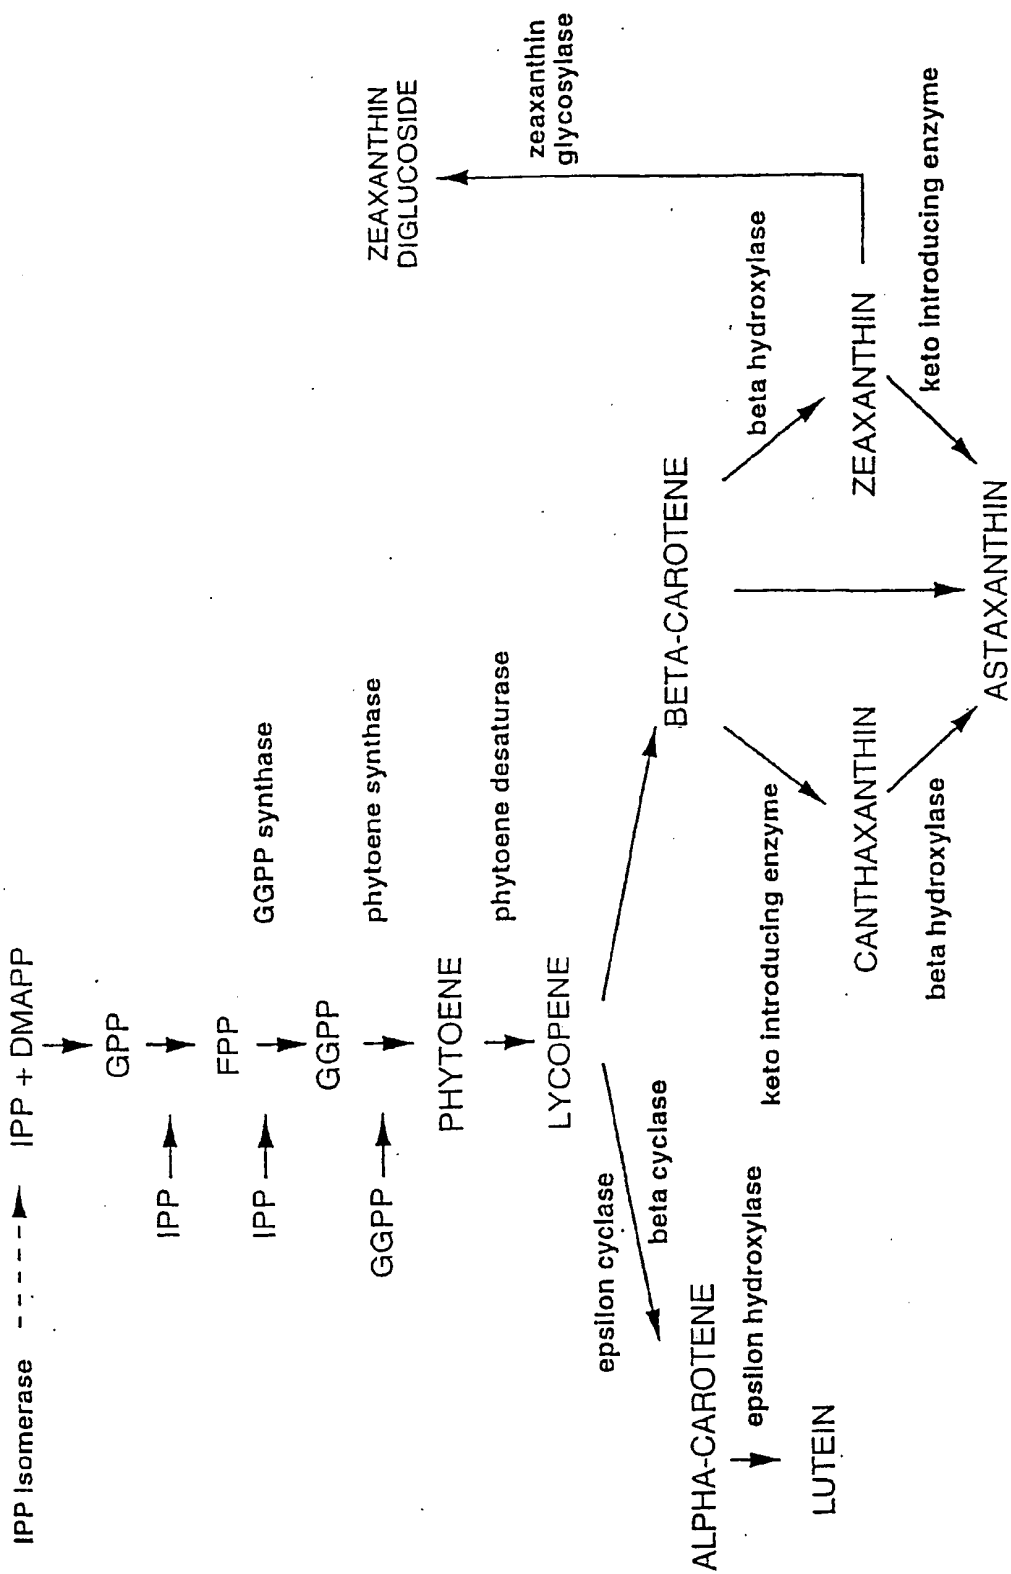 IPP Isomerase
IPP + DMAPP
GPP
IPP
FPP
IPP
GGPP synthase
GGPP
GGPP
phytoene synthase
PHYTOENE
phytoene desaturase
LYCOPENE
epsilon cyclase
beta cyclase
ALPHA-CAROTENE
epsilon hydroxylase
LUTEIN
BETA-CAROTENE
keto introducing enzyme
beta hydroxylase
CANTHAXANTHIN
ZEAXANTHIN
beta hydroxylase
keto introducing enzyme
ASTAXANTHIN
ZEAXANTHIN
DIGLUCOSIDE
zeaxanthin
glycosylase